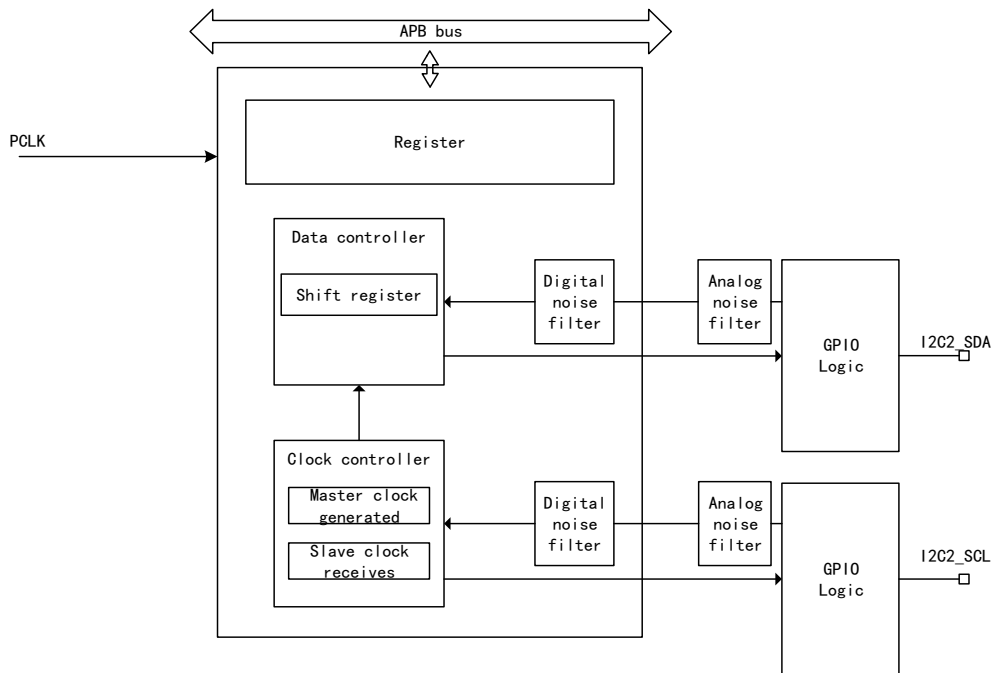 APB bus
PCLK
Register
Data controller
Shift register
Digital
noise
filter
Analog
noise
filter
GPIO
Logic
I2C2_SDA
Clock controller
Master clock
generated
Slave clock
receives
Digital
noise
filter
Analog
noise
filter
GPIO
Logic
I2C2_SCL